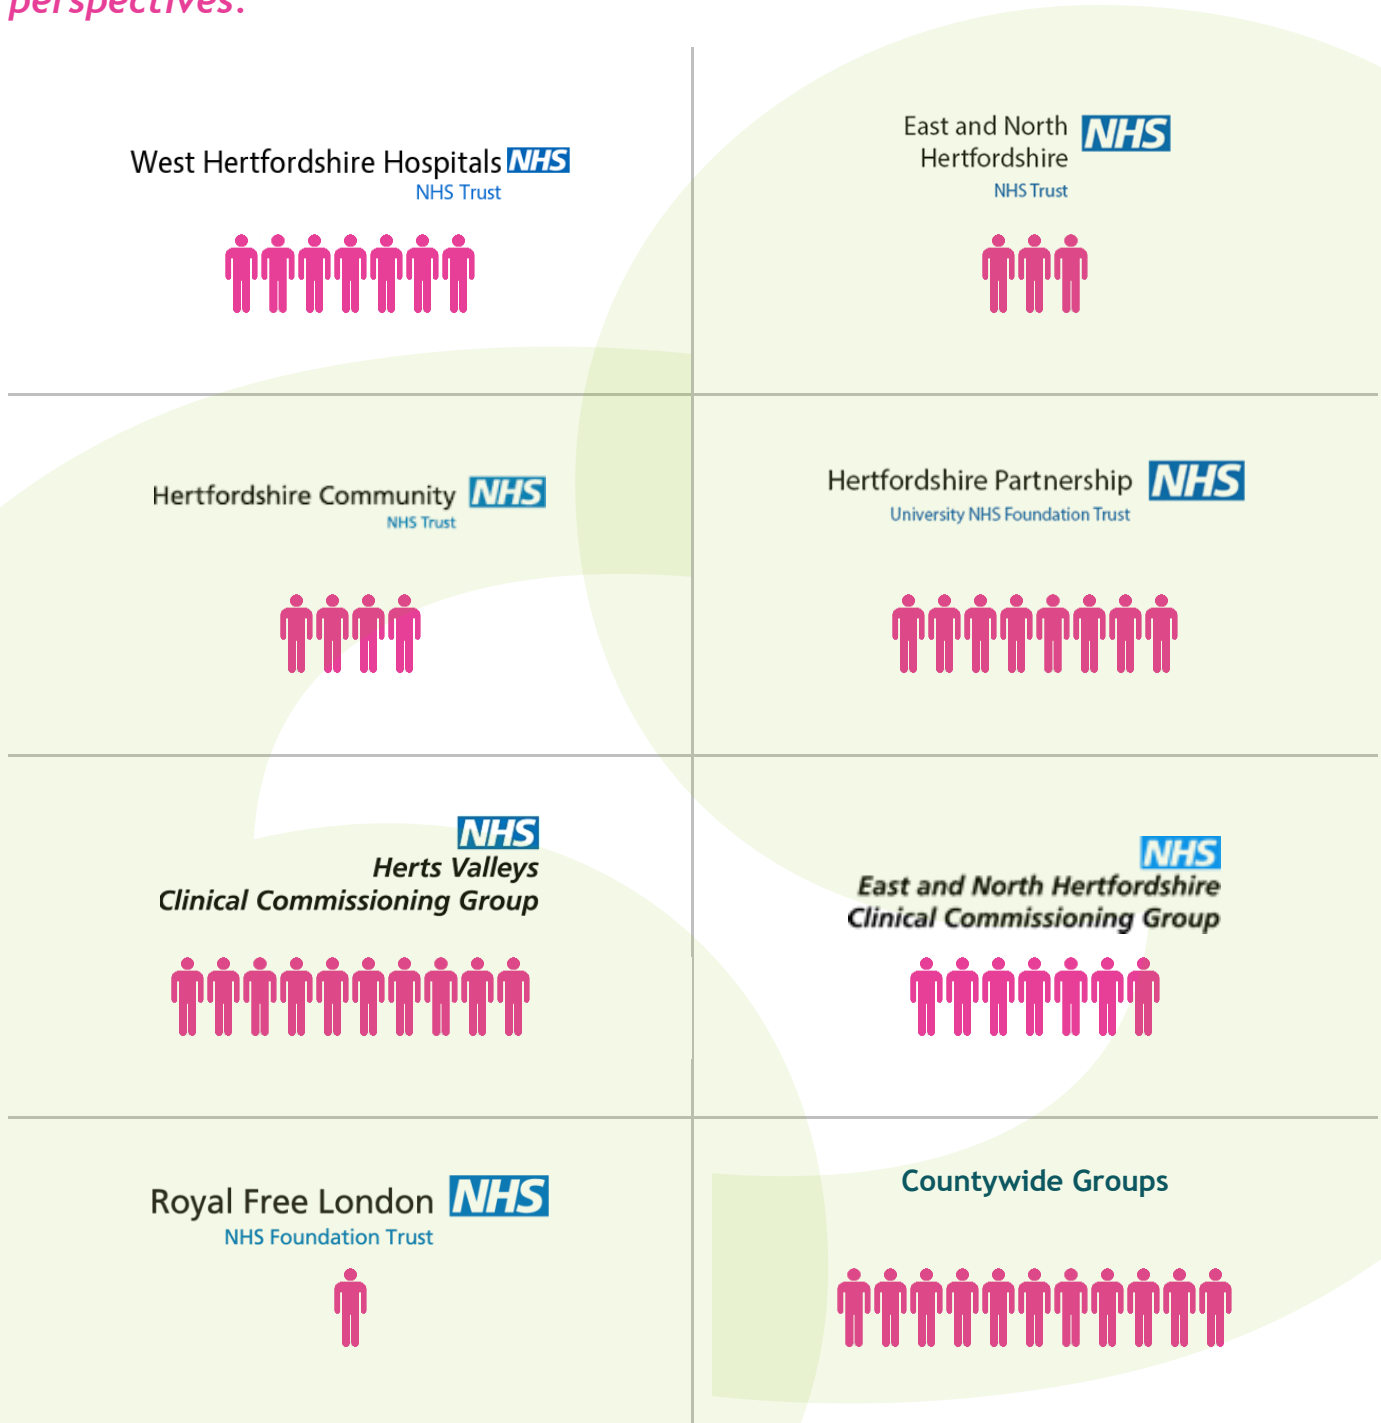 perspectives.
West Hertfordshire Hospitals NHS
NHS Trust
East and North NHS
Hertfordshire
NHS Trust
Hertfordshire Community NHS
NHS Trust
Hertfordshire Partnership NHS
University NHS Foundation Trust
NHS
Herts Valleys
Clinical Commissioning Group
NHS
East and North Hertfordshire
Clinical Commissioning Group
Royal Free London NHS
NHS Foundation Trust
Countywide Groups